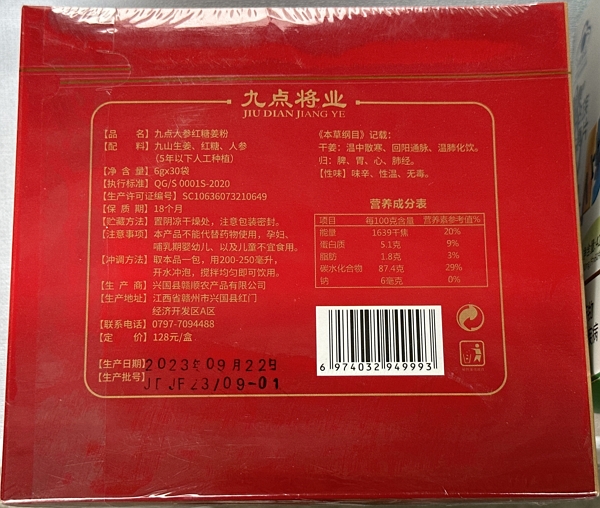 九点将业
JIU DIAN JIANG YE
【品 名】九点大参红糖姜粉
【配 料】九山生姜、红糖、人参
（5年以下人工种植）
【净 含 量】6gx30袋
【执行标准】QG/S 0001S-2020
【生产许可证编号】SC10636073210649
【保 质 期】18个月
【贮藏方法】置阴凉干燥处，注意包装密封。
【注意事项】本产品不能代替药物使用，孕妇、
哺乳期婴幼儿，以及儿童不宜食用。
【冲调方法】取本品一包，用200-250毫升，
开水冲泡，搅拌均匀即可饮用。
【生 产 商】兴国县赣顺农产品有限公司
【生产地址】江西省赣州市兴国县红门
经济开发区A区
【联系电话】0797-7094488
【定 价】128元/盒
【生产日期】2023年09月22日
【生产批号】JF23/09-01
《本草纲目》记载：
干姜：温中散寒、回阳通脉、温肺化饮。
归：脾、胃、心、肺经。
【性味】味辛、性温、无毒。
营养成分表
项目 每100克含量 营养素参考值%
能量 1639千焦 20%
蛋白质 5.1克 9%
脂肪 1.8克 3%
碳水化合物 87.4克 29%
钠 6毫克 0%
6 974032 949993